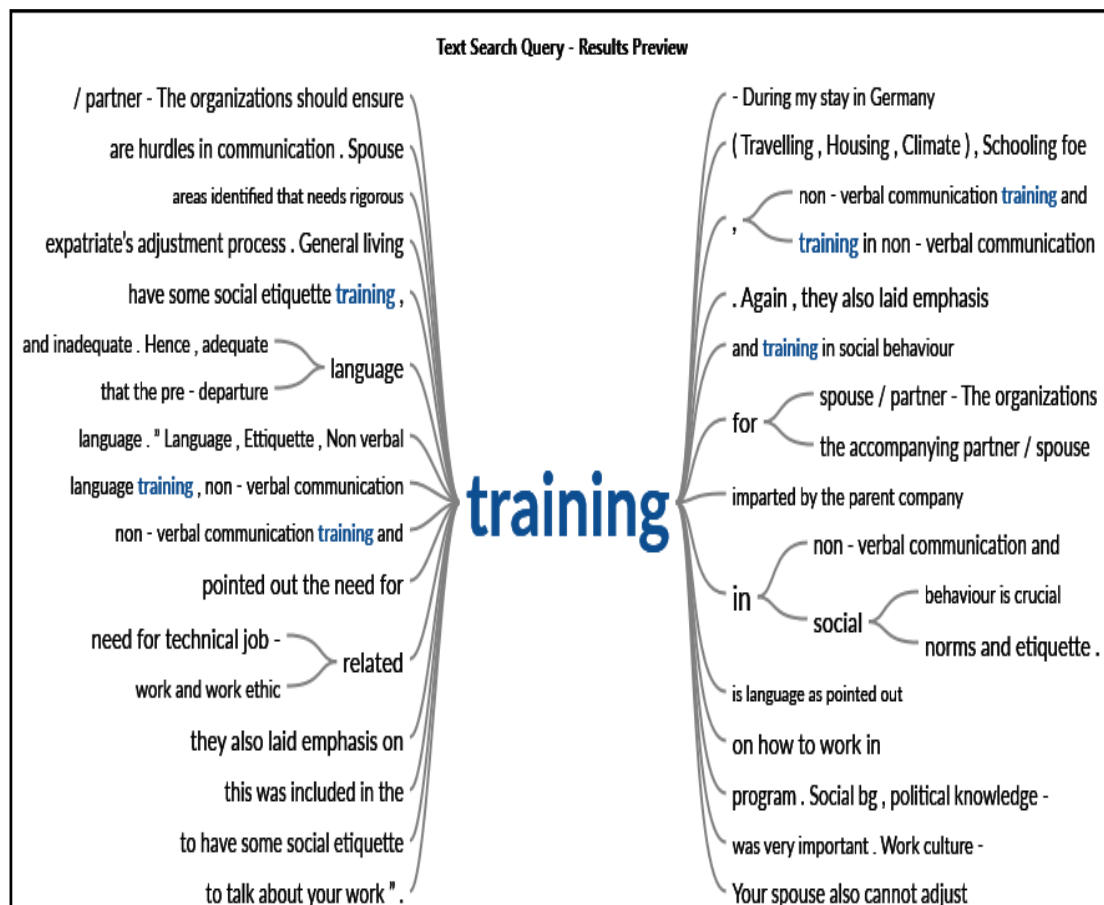 Text Search Query - Results Preview
/ partner - The organizations should ensure
are hurdles in communication . Spouse
areas identified that needs rigorous
expatriate's adjustment process . General living
have some social etiquette training ,
and inadequate . Hence , adequate
that the pre - departure
language
language . " Language , Ettiquette , Non verbal
language training , non - verbal communication
non - verbal communication training and
pointed out the need for
need for technical job -
work and work ethic
related
they also laid emphasis on
this was included in the
to have some social etiquette
to talk about your work " .
training
- During my stay in Germany
( Travelling , Housing , Climate ) , Schooling foe
,
non - verbal communication training and
training in non - verbal communication
. Again , they also laid emphasis
and training in social behaviour
for
spouse / partner - The organizations
the accompanying partner / spouse
imparted by the parent company
in
non - verbal communication and
social
behaviour is crucial
norms and etiquette .
is language as pointed out
on how to work in
program . Social bg , political knowledge -
was very important . Work culture -
Your spouse also cannot adjust